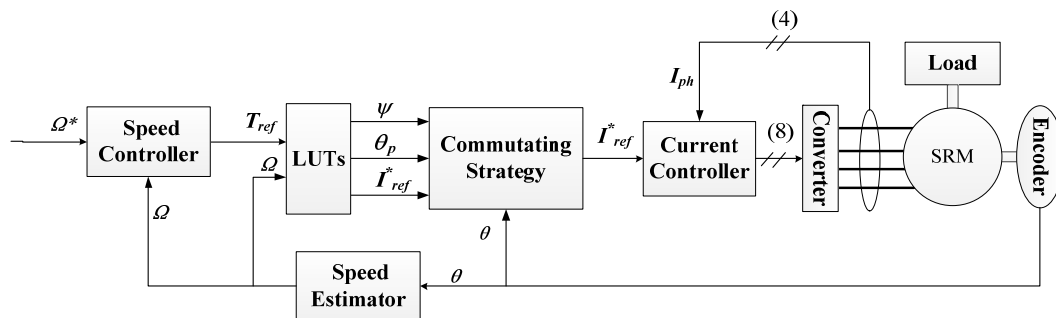 Ω*
Speed
Controller
T_ref
Ω
LUTs
ψ
θ_p
I*_ref
Commutating
Strategy
I*_ref
I_ph
(4)
Current
Controller
(8)
Converter
Load
SRM
Encoder
Ω
θ
Speed
Estimator
θ